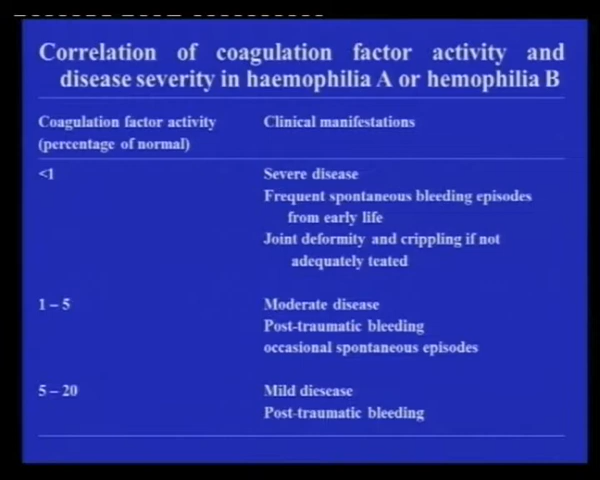 Correlation of coagulation factor activity and
disease severity in haemophilia A or hemophilia B
Coagulation factor activity Clinical manifestations
(percentage of normal)
<1 Severe disease
Frequent spontaneous bleeding episodes
from early life
Joint deformity and crippling if not
adequately teated
1 – 5 Moderate disease
Post-traumatic bleeding
occasional spontaneous episodes
5 – 20 Mild diesease
Post-traumatic bleeding